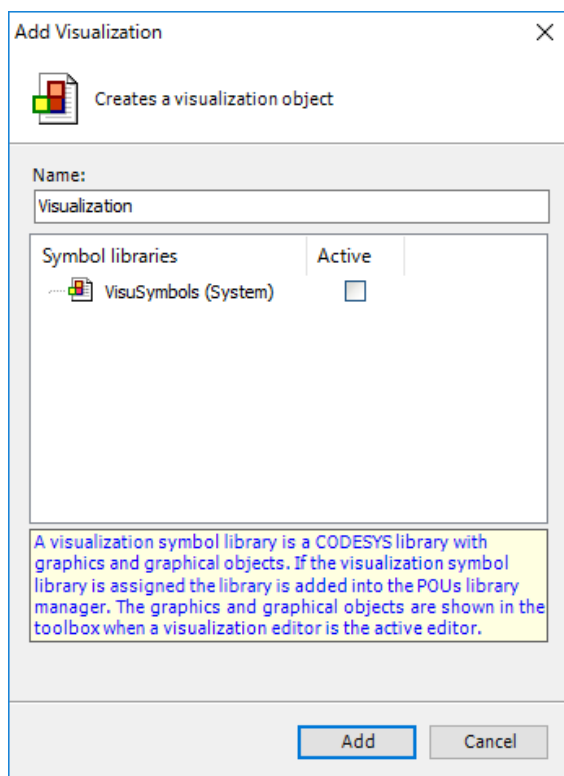 Add Visualization
Creates a visualization object
Name:
Visualization
Symbol libraries Active
VisuSymbols (System)
A visualization symbol library is a CODESYS library with
graphics and graphical objects. If the visualization symbol
library is assigned the library is added into the POUs library
manager. The graphics and graphical objects are shown in the
toolbox when a visualization editor is the active editor.
Add Cancel